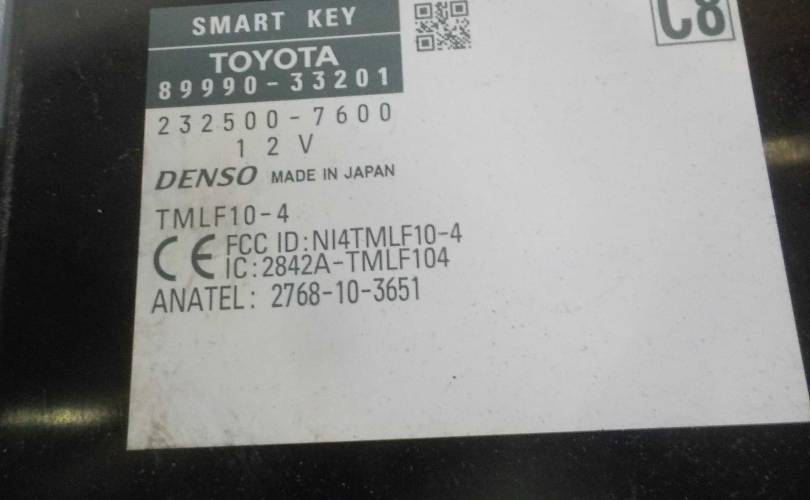 SMART KEY
TOYOTA
89990-33201
232500-7600
12V
DENSO MADE IN JAPAN
TMLF10-4
CE FCC ID:NI4TMLF10-4
IC:2842A-TMLF104
ANATEL: 2768-10-3651
C8